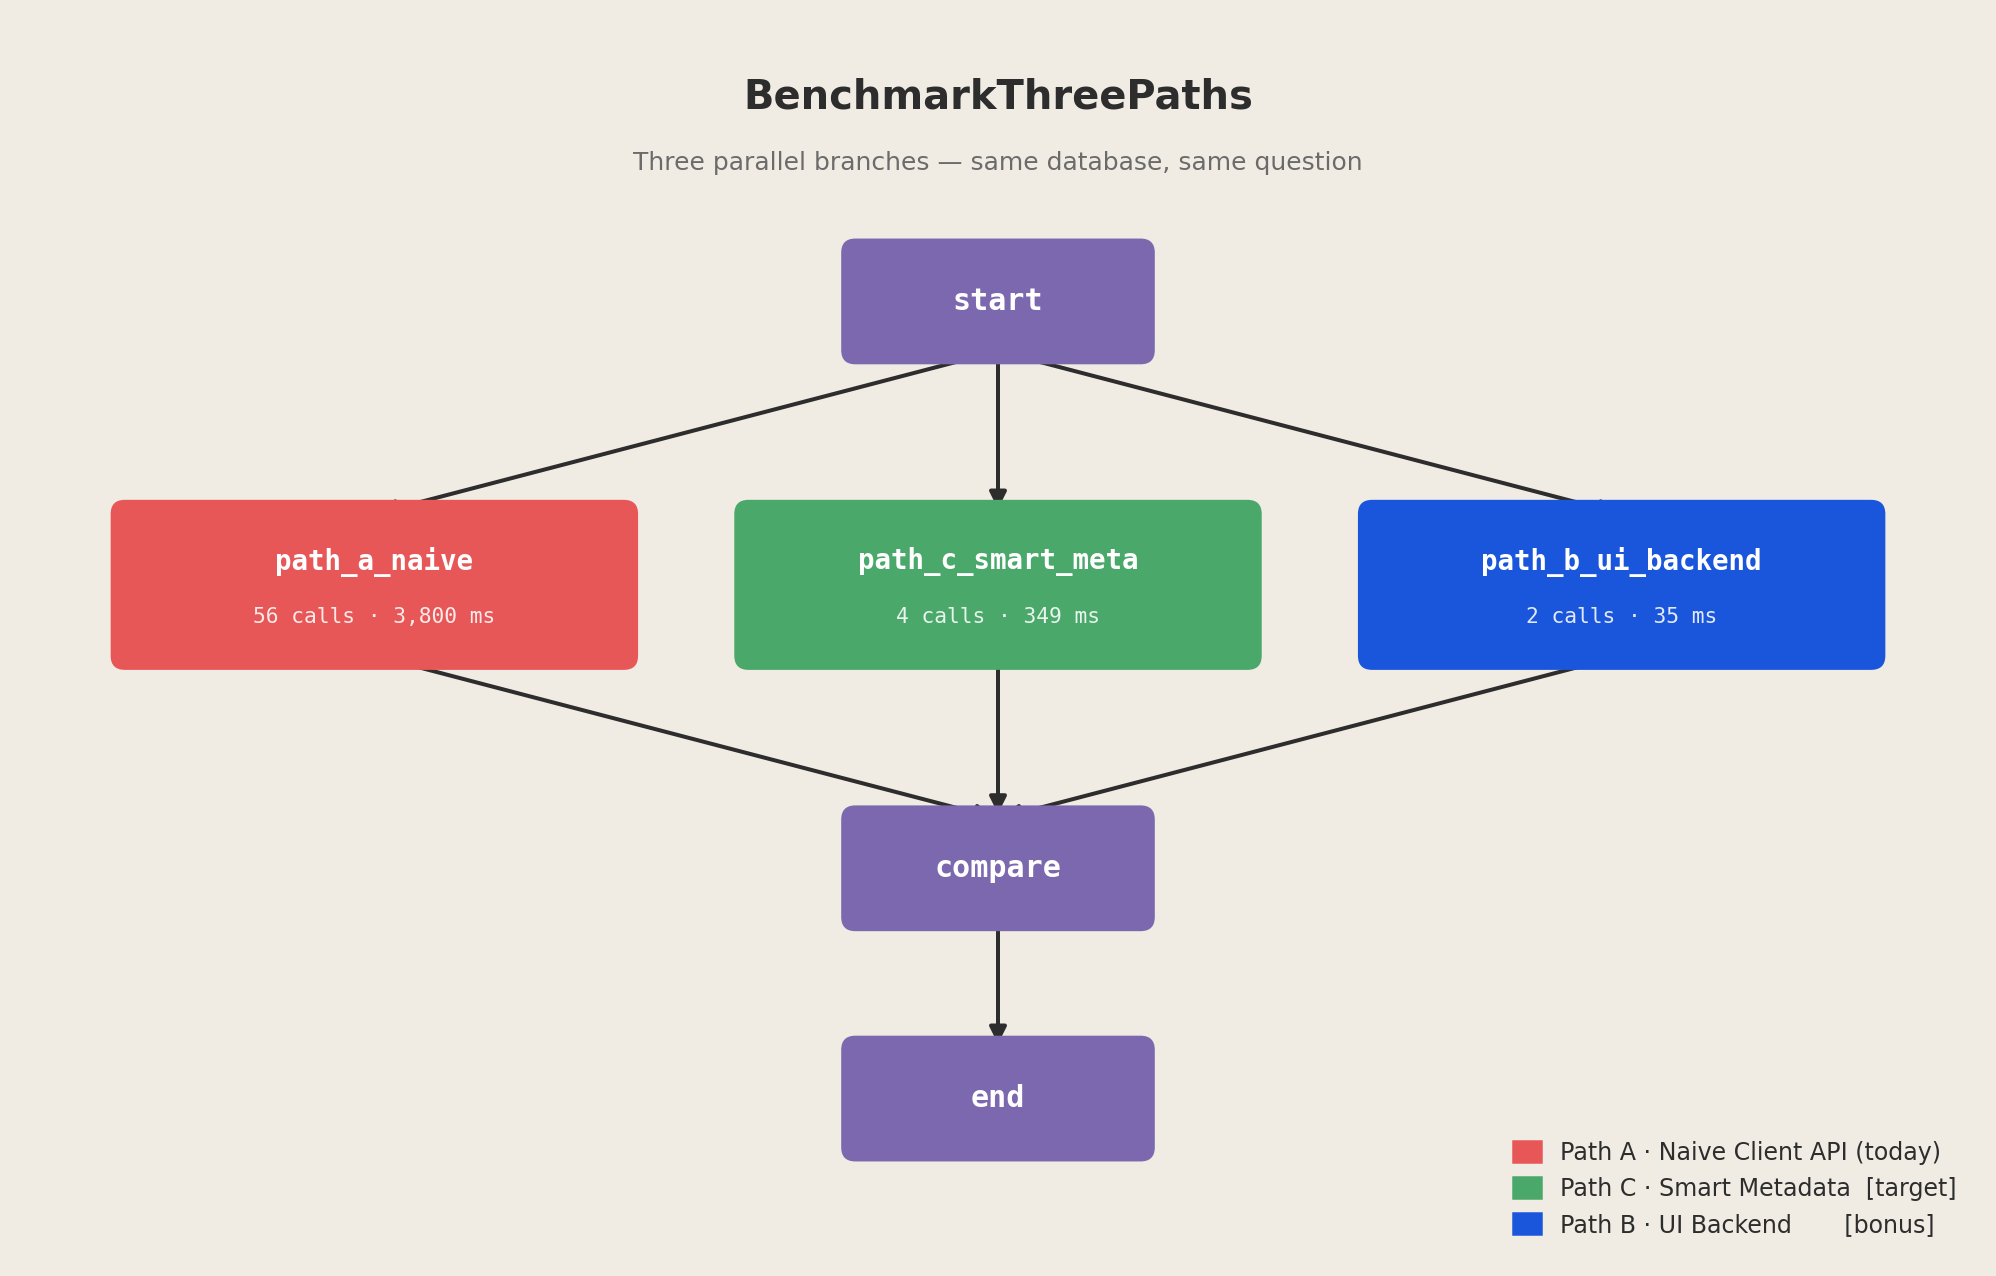 BenchmarkThreePaths
Three parallel branches — same database, same question
start
path_a_naive
56 calls · 3,800 ms
path_c_smart_meta
4 calls · 349 ms
path_b_ui_backend
2 calls · 35 ms
compare
end
Path A · Naive Client API (today)
Path C · Smart Metadata [target]
Path B · UI Backend [bonus]